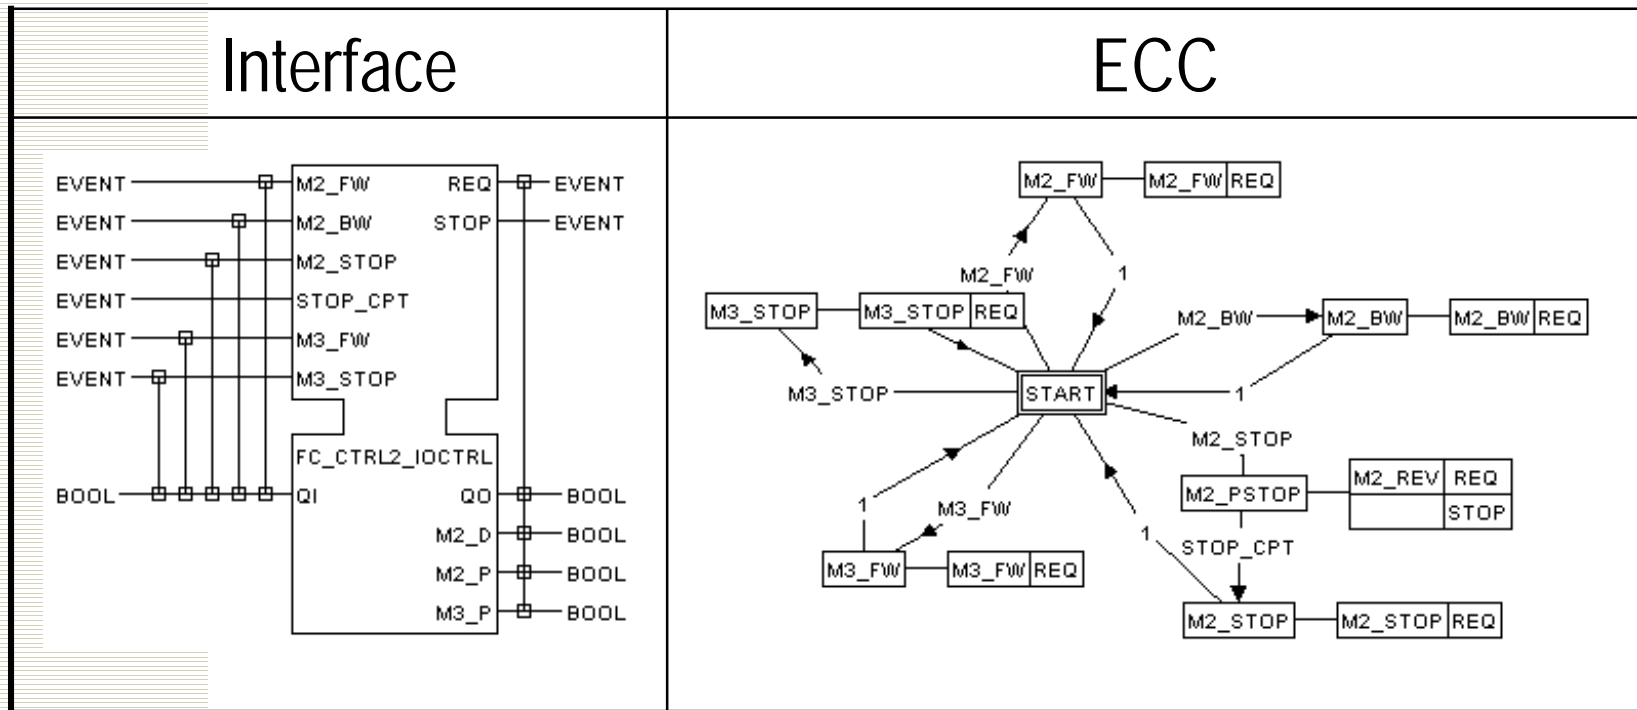 Interface
ECC
EVENT M2_FW REQ EVENT
EVENT M2_BW STOP EVENT
EVENT M2_STOP
EVENT STOP_CPT
EVENT M3_FW
EVENT M3_STOP
FC_CTRL2_IOCTRL
BOOL QI QO BOOL
M2_D BOOL
M2_P BOOL
M3_P BOOL
M2_FW M2_FW REQ
M2_FW 1
M3_STOP M3_STOP REQ
M2_BW M2_BW M2_BW REQ
M3_STOP START 1
M2_STOP
M2_PSTOP M2_REV REQ
STOP
1 M3_FW
1 STOP_CPT
M3_FW M3_FW REQ
M2_STOP M2_STOP REQ